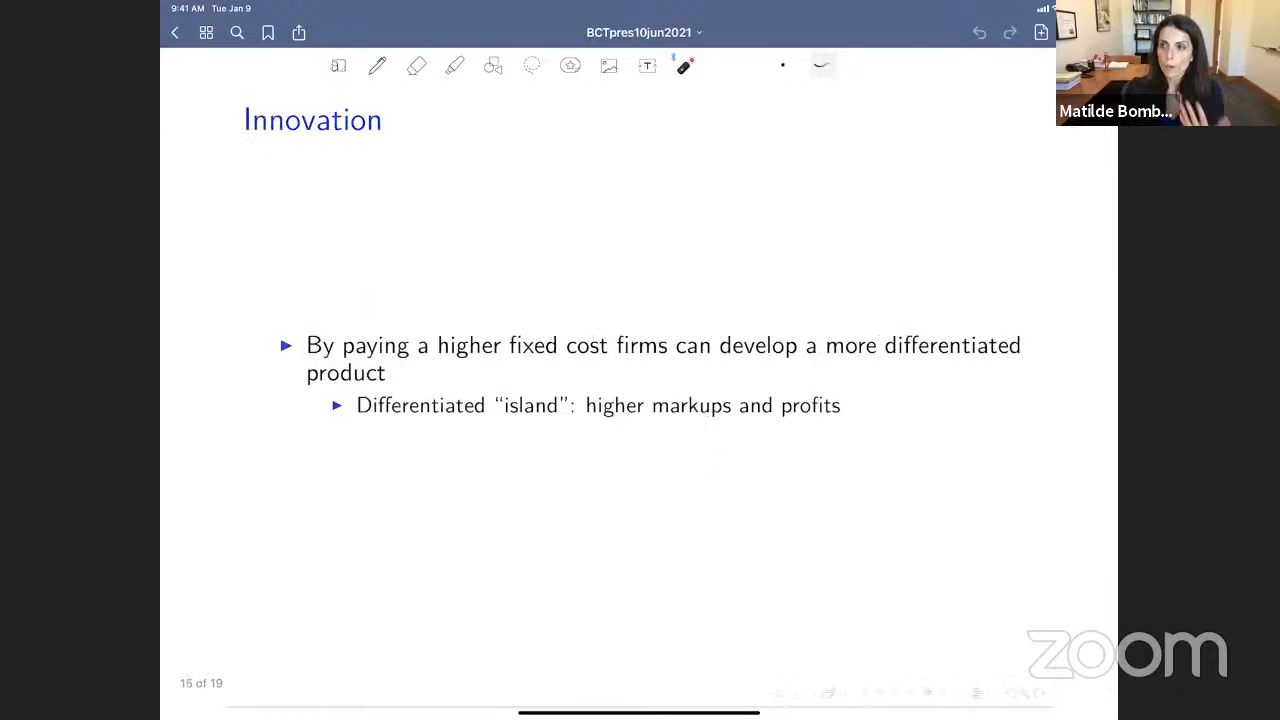 9:41 AM Tue Jan 9
BCTpres10jun2021
T
Matilde Bomb...
Innovation
By paying a higher fixed cost firms can develop a more differentiated
product
Differentiated “island”: higher markups and profits
zoom
15 of 19